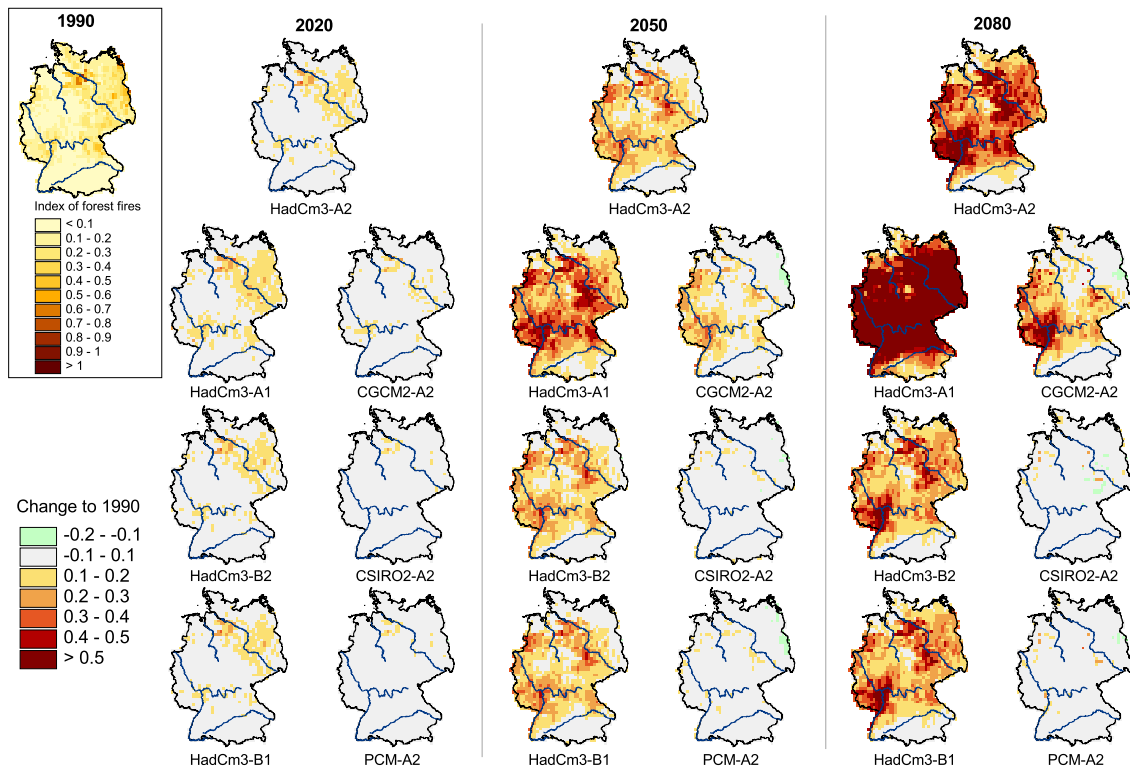 1990
2020
2050
2080
Index of forest fires
< 0.1
0.1 - 0.2
0.2 - 0.3
0.3 - 0.4
0.4 - 0.5
0.5 - 0.6
0.6 - 0.7
0.7 - 0.8
0.8 - 0.9
0.9 - 1
> 1
HadCm3-A2
HadCm3-A2
HadCm3-A2
HadCm3-A1
CGCM2-A2
HadCm3-A1
CGCM2-A2
HadCm3-A1
CGCM2-A2
Change to 1990
-0.2 - -0.1
-0.1 - 0.1
0.1 - 0.2
0.2 - 0.3
0.3 - 0.4
0.4 - 0.5
> 0.5
HadCm3-B2
CSIRO2-A2
HadCm3-B2
CSIRO2-A2
HadCm3-B2
CSIRO2-A2
HadCm3-B1
PCM-A2
HadCm3-B1
PCM-A2
HadCm3-B1
PCM-A2